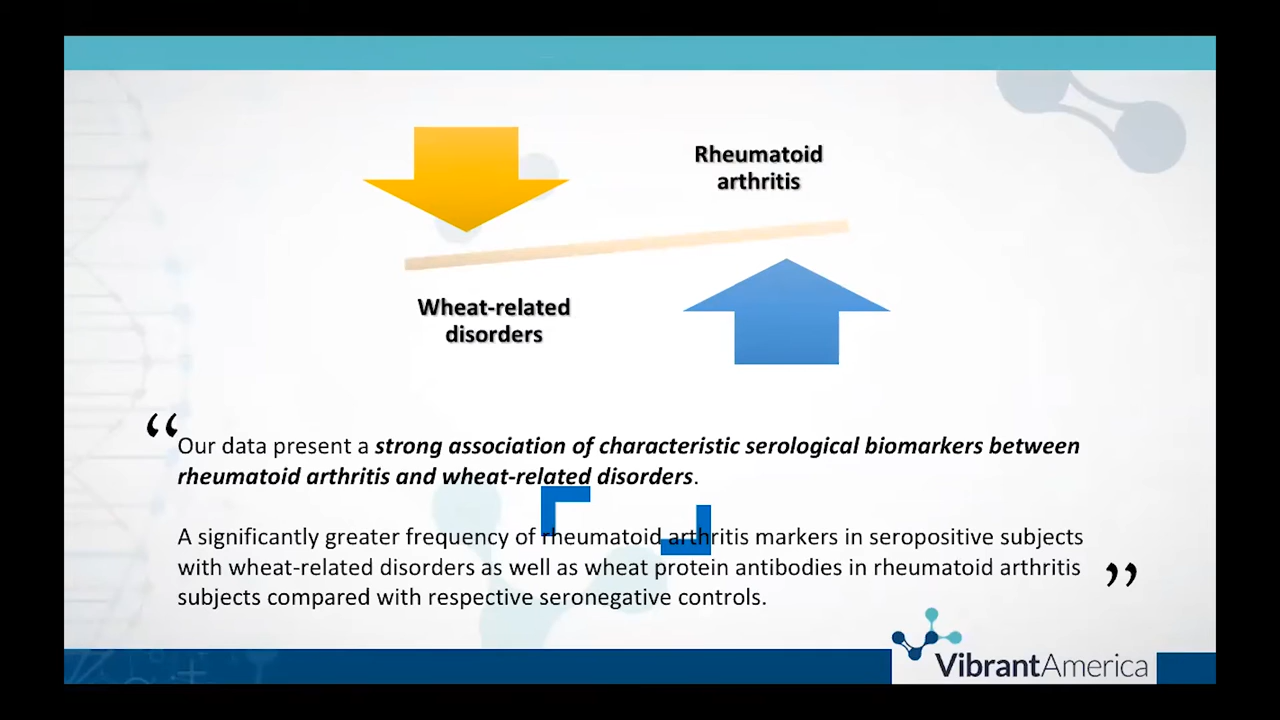 Rheumatoid
arthritis
Wheat-related
disorders
“Our data present a strong association of characteristic serological biomarkers between
rheumatoid arthritis and wheat-related disorders.
A significantly greater frequency of rheumatoid arthritis markers in seropositive subjects
with wheat-related disorders as well as wheat protein antibodies in rheumatoid arthritis
subjects compared with respective seronegative controls.”
VibrantAmerica